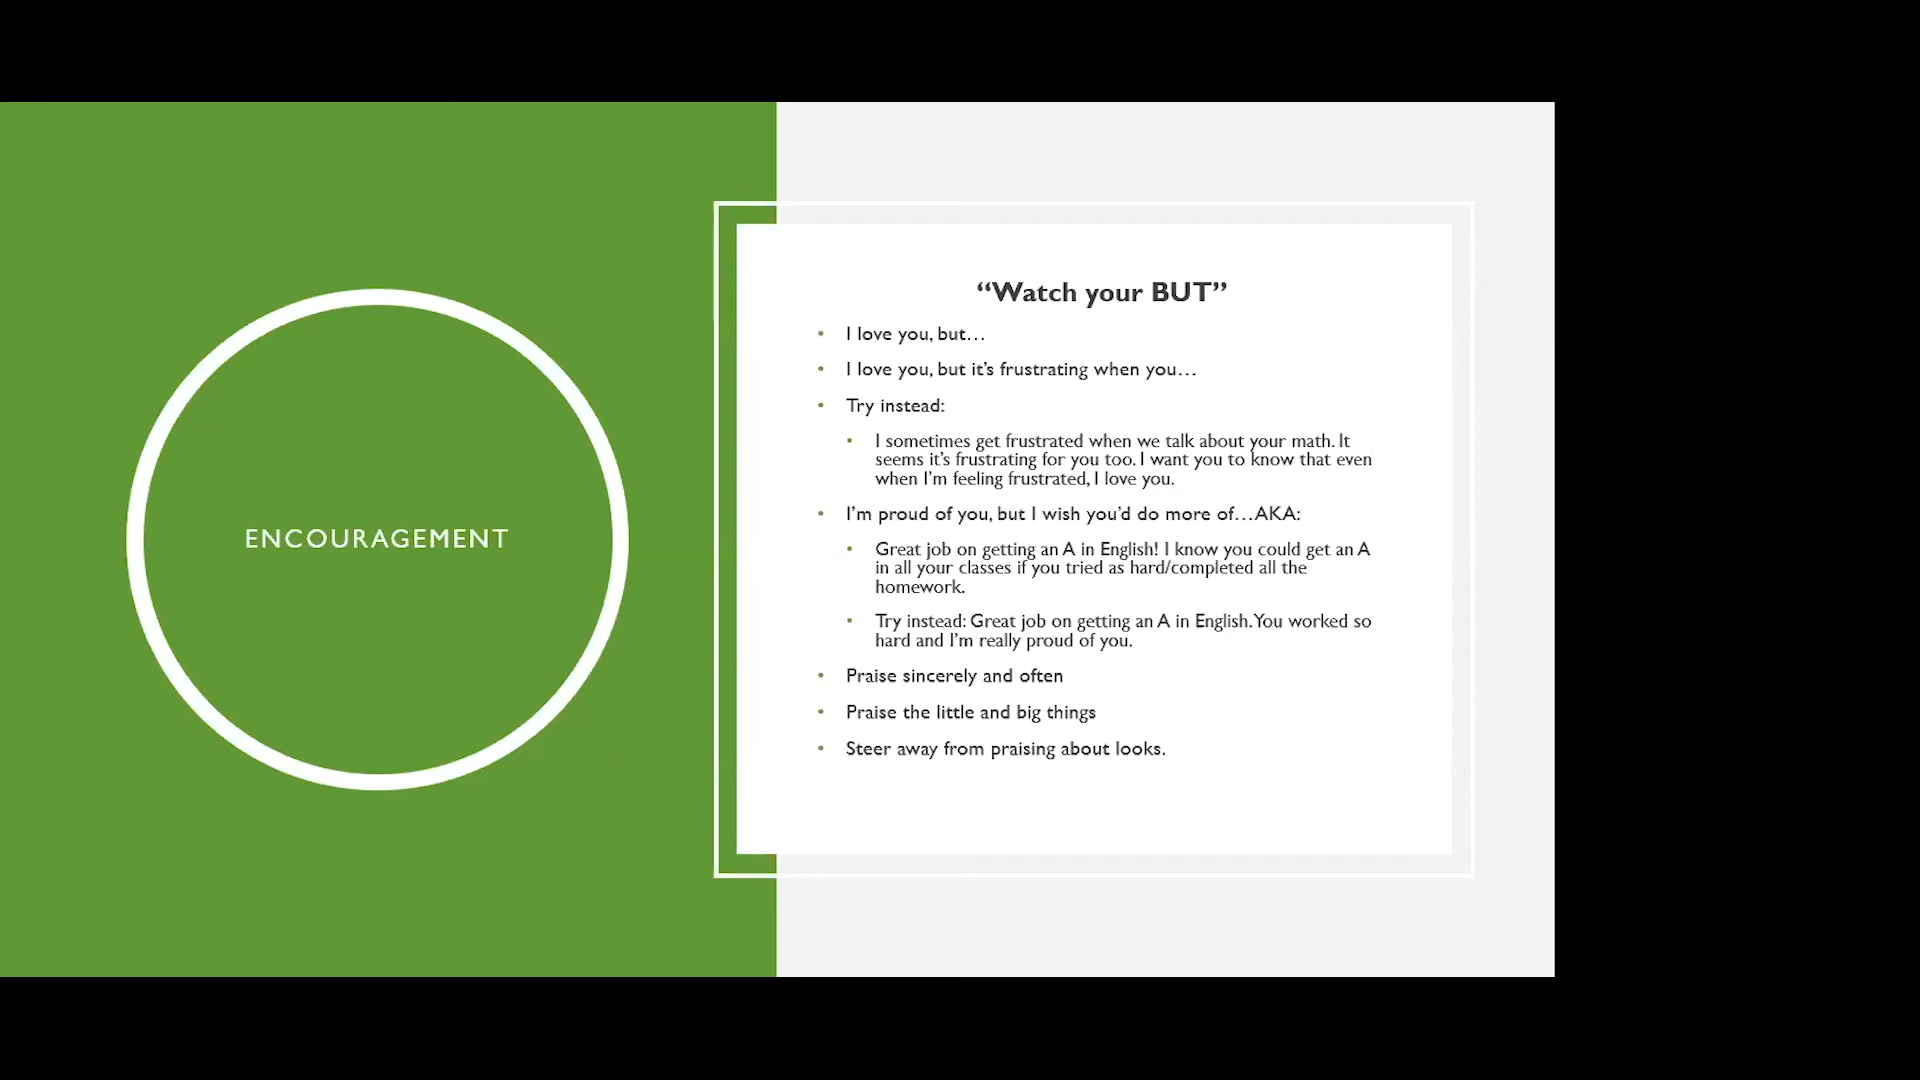 ENCOURAGEMENT
“Watch your BUT”
• I love you, but…
• I love you, but it’s frustrating when you…
• Try instead:
• I sometimes get frustrated when we talk about your math. It
seems it’s frustrating for you too. I want you to know that even
when I’m feeling frustrated, I love you.
• I’m proud of you, but I wish you’d do more of…AKA:
• Great job on getting an A in English! I know you could get an A
in all your classes if you tried as hard/completed all the
homework.
• Try instead: Great job on getting an A in English. You worked so
hard and I’m really proud of you.
• Praise sincerely and often
• Praise the little and big things
• Steer away from praising about looks.